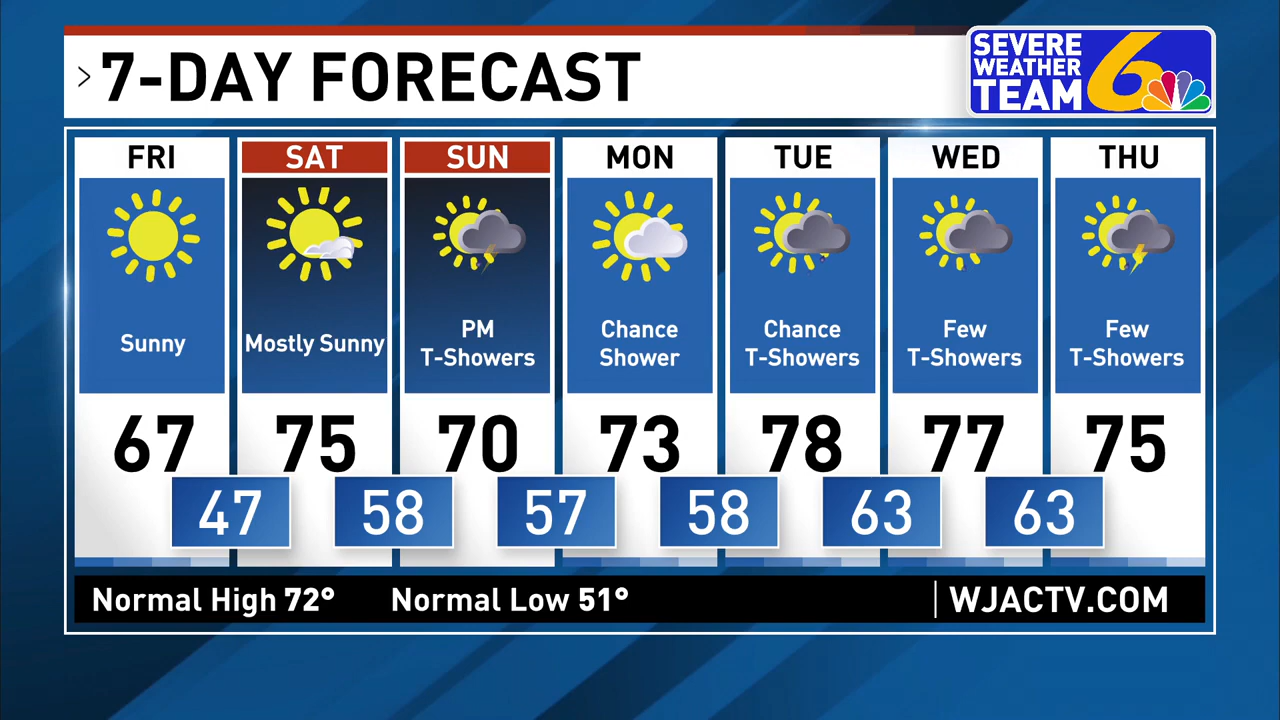 > 7-DAY FORECAST
SEVERE
WEATHER
TEAM 6
FRI SAT SUN MON TUE WED THU
Sunny
Mostly Sunny
PM
T-Showers
Chance
Shower
Chance
T-Showers
Few
T-Showers
Few
T-Showers
67 75 70 73 78 77 75
47 58 57 58 63 63
Normal High 72° Normal Low 51° | WJACTV.COM